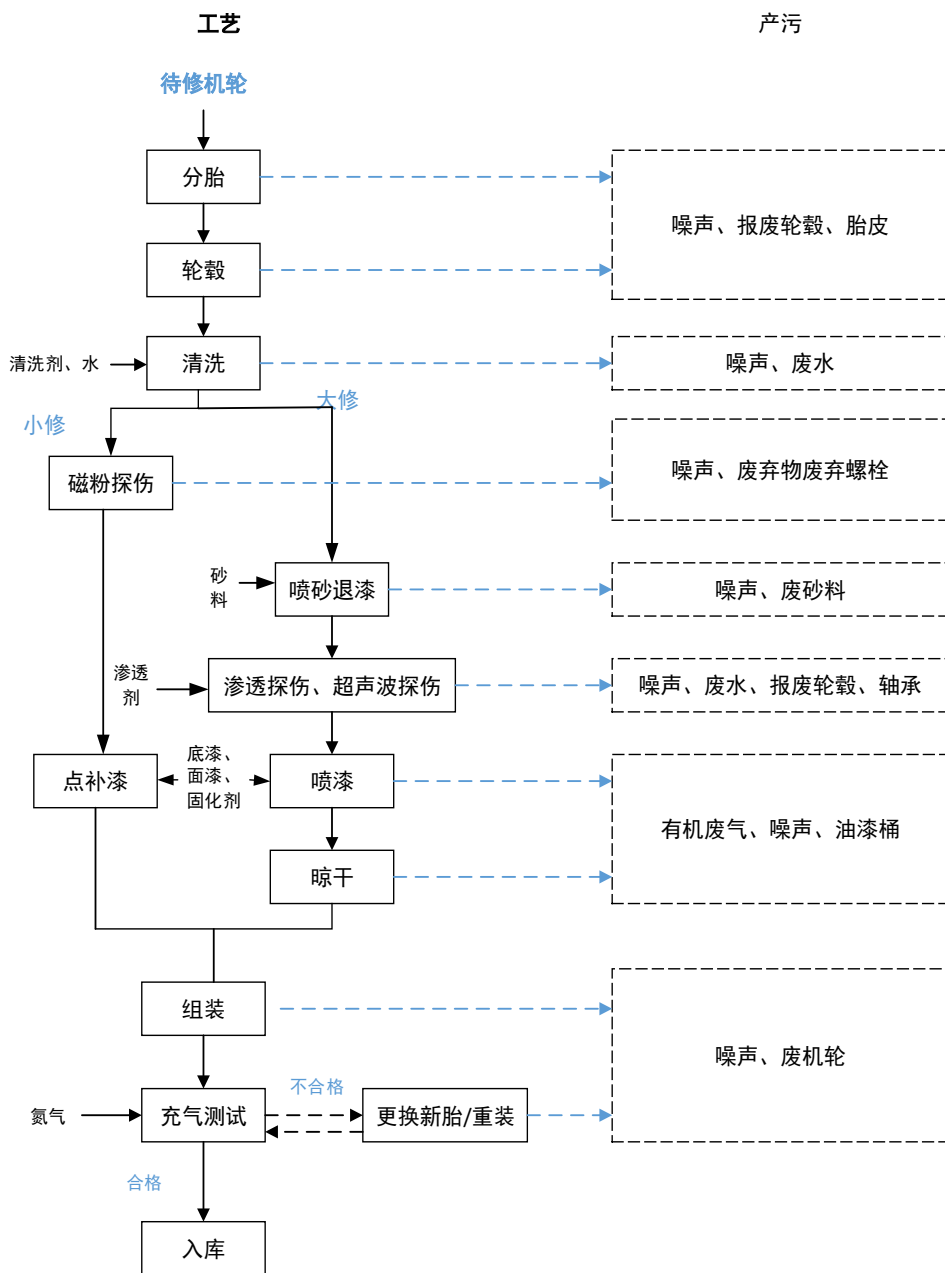 工艺
产污
待修机轮
分胎
噪声、报废轮毂、胎皮
轮毂
清洗剂、水
清洗
噪声、废水
小修
大修
磁粉探伤
噪声、废弃物废弃螺栓
砂
料
喷砂退漆
噪声、废砂料
渗透
剂
渗透探伤、超声波探伤
噪声、废水、报废轮毂、轴承
点补漆
底漆、
面漆、
固化剂
喷漆
有机废气、噪声、油漆桶
晾干
组装
噪声、废机轮
氮气
充气测试
不合格
更换新胎/重装
合格
入库